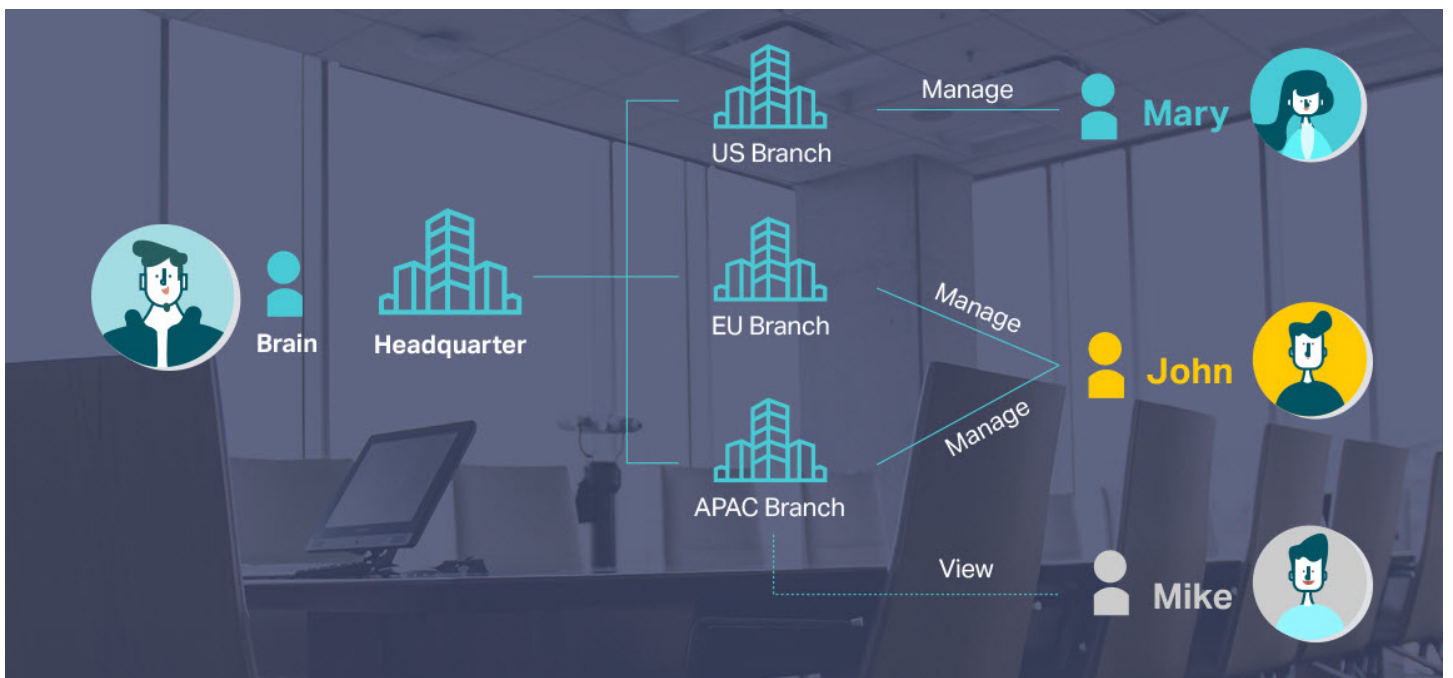 Manage
Mary
US Branch
Brain
Headquarter
EU Branch
Manage
John
Manage
APAC Branch
View
Mike